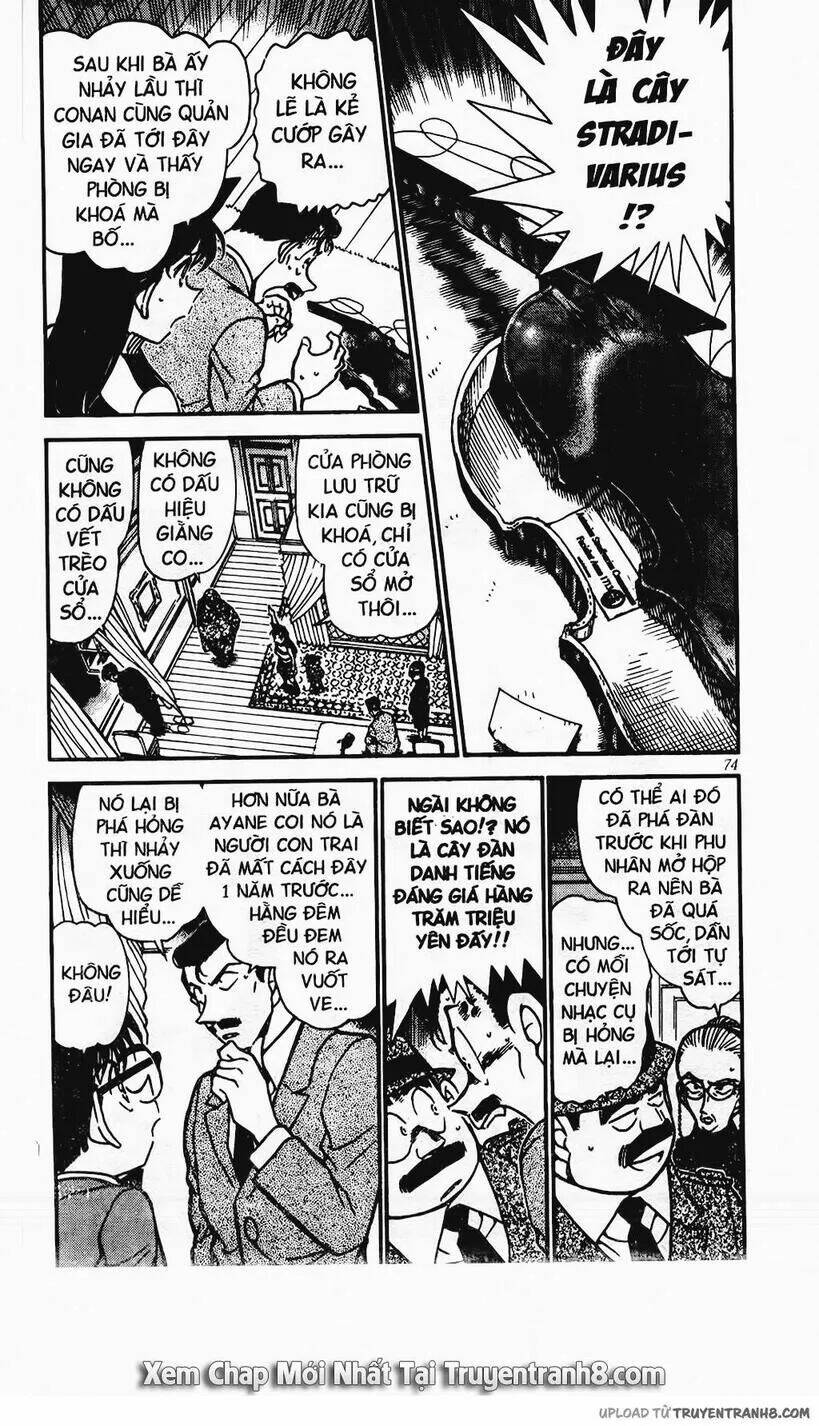 ĐÂY
LÀ CÂY
STRADI-
VARIUS
!?
KHÔNG
LẼ LÀ KẺ
CƯỚP GÂY
RA...
SAU KHI BÀ ẤY
NHẢY LẦU THÌ
CONAN CÙNG QUẢN
GIA ĐÃ TỚI ĐÂY
NGAY VÀ THẤY
PHÒNG BỊ
KHOÁ MÀ
BỐ...
CỬA PHÒNG
LƯU TRỮ
KIA CŨNG BỊ
KHOÁ, CHỈ
CÓ CỬA
SỔ MỞ
THÔI...
KHÔNG
CÓ DẤU
HIỆU
GIẰNG
CO...
CŨNG
KHÔNG
CÓ DẤU
VẾT
TRÈO
CỬA
SỔ...
74
CÓ THỂ AI ĐÓ
ĐÃ PHÁ ĐÀN
TRƯỚC KHI PHU
NHÂN MỞ HỘP
RA NÊN BÀ
ĐÃ QUÁ
SỐC, DẪN
TỚI TỰ
SÁT...
NHƯNG...
CÓ MỖI
CHUYỆN
NHẠC CỤ
BỊ HỎNG
MÀ LẠI...
NGÀI KHÔNG
BIẾT SAO!? NÓ
LÀ CÂY ĐÀN
DANH TIẾNG
ĐÁNG GIÁ HÀNG
TRĂM TRIỆU
YÊN ĐẤY!!
HƠN NỮA BÀ
AYANE COI NÓ LÀ
NGƯỜI CON TRAI
ĐÃ MẤT CÁCH ĐÂY
1 NĂM TRƯỚC...
HẰNG ĐÊM
ĐỀU ĐEM
NÓ RA
VUỐT
VE...
NÓ LẠI BỊ
PHÁ HỎNG
THÌ NHẢY
XUỐNG
CŨNG DỄ
HIỂU...
KHÔNG
ĐÂU!
Xem Chap Mới Nhất Tại Truyentranh8.com
UPLOAD TỪ TRUYENTRANH8.COM